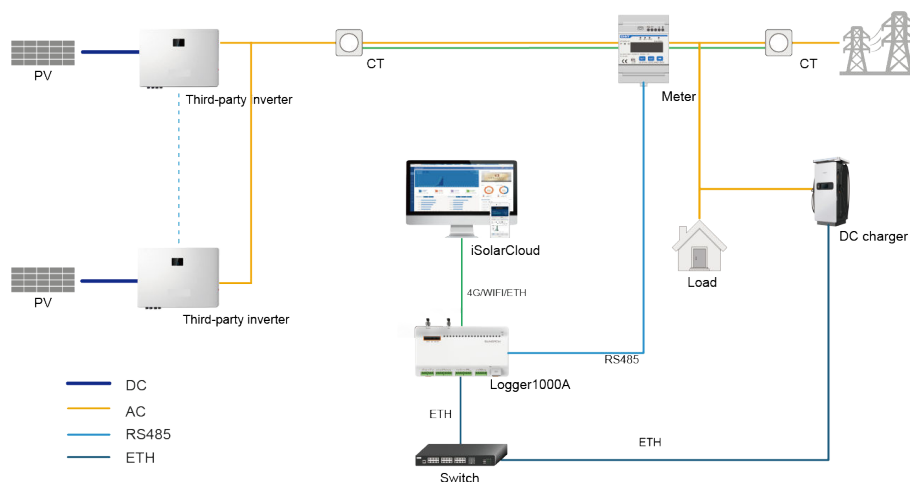 PV
Third-party inverter
CT
Meter
CT
iSolarCloud
DC charger
Load
4G/WIFI/ETH
PV
Third-party inverter
RS485
Logger1000A
DC
AC
RS485
ETH
ETH
ETH
Switch